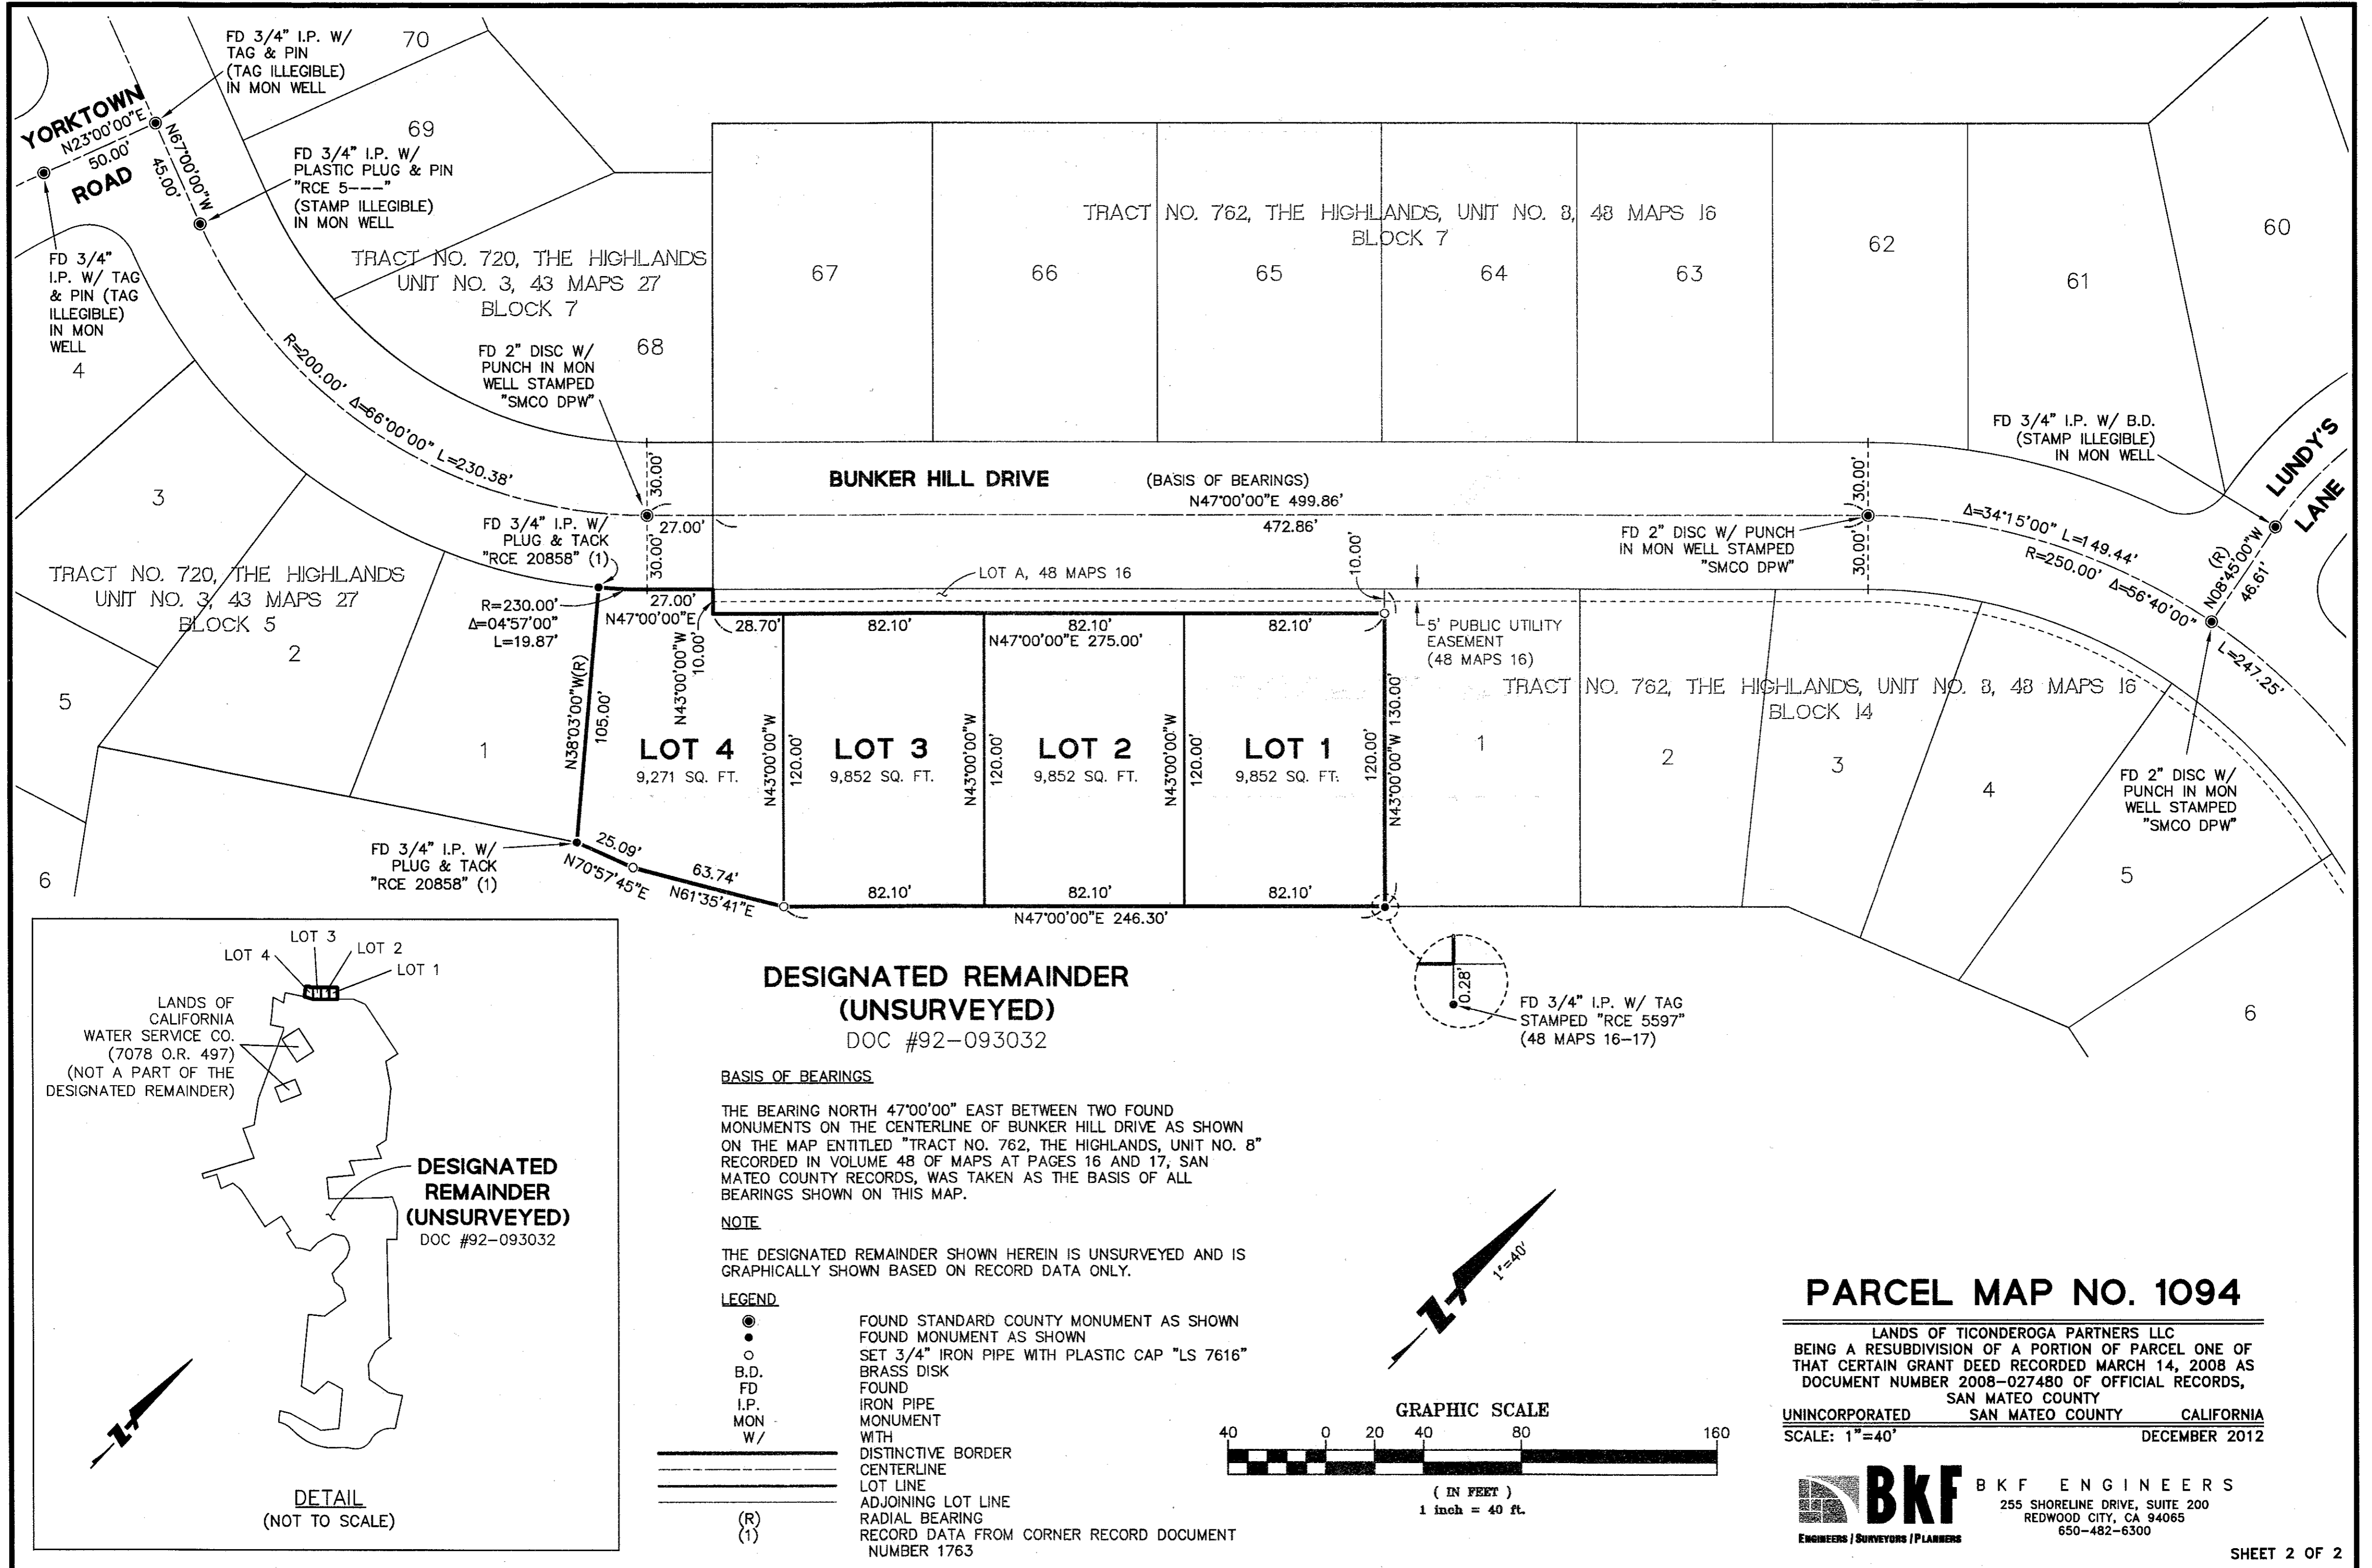 FD 3/4" I.P. W/
TAG & PIN
(TAG ILLEGIBLE)
IN MON WELL
70
YORKTOWN
N23°00'00"E
50.00'
ROAD
N67°00'00"W
45.00'
69
FD 3/4" I.P. W/
PLASTIC PLUG & PIN
"RCE 5---"
(STAMP ILLEGIBLE)
IN MON WELL
FD 3/4"
I.P. W/ TAG
& PIN (TAG
ILLEGIBLE)
IN MON
WELL
4
TRACT NO. 720, THE HIGHLANDS
UNIT NO. 3, 43 MAPS 27
BLOCK 7
68
FD 2" DISC W/
PUNCH IN MON
WELL STAMPED
"SMCO DPW"
R=200.00' Δ=66°00'00" L=230.38'
TRACT NO. 762, THE HIGHLANDS, UNIT NO. 8, 48 MAPS 16
BLOCK 7
67
66
65
64
63
62
61
60
FD 3/4" I.P. W/ B.D.
(STAMP ILLEGIBLE)
IN MON WELL
LUNDY'S
LANE
BUNKER HILL DRIVE
(BASIS OF BEARINGS)
N47°00'00"E 499.86'
472.86'
30.00'
27.00'
30.00'
30.00'
30.00'
FD 2" DISC W/ PUNCH
IN MON WELL STAMPED
"SMCO DPW"
Δ=34°15'00" L=149.44'
R=250.00' Δ=56°40'00"
L=247.25'
(R)
N08°45'00"W
46.61'
3
FD 3/4" I.P. W/
PLUG & TACK
"RCE 20858" (1)
TRACT NO. 720, THE HIGHLANDS
UNIT NO. 3, 43 MAPS 27
BLOCK 5
2
5
1
6
R=230.00'
Δ=04°57'00"
L=19.87'
27.00'
N47°00'00"E
N43°00'00"W
10.00'
LOT A, 48 MAPS 16
10.00'
5' PUBLIC UTILITY
EASEMENT
(48 MAPS 16)
28.70'
82.10'
82.10'
82.10'
N47°00'00"E 275.00'
N38°03'00"W(R)
105.00'
LOT 4
9,271 SQ. FT.
N43°00'00"W
120.00'
LOT 3
9,852 SQ. FT.
N43°00'00"W
120.00'
LOT 2
9,852 SQ. FT.
N43°00'00"W
120.00'
LOT 1
9,852 SQ. FT.
120.00'
N43°00'00"W 130.00'
TRACT NO. 762, THE HIGHLANDS, UNIT NO. 8, 48 MAPS 16
BLOCK 14
1
2
3
4
5
6
FD 2" DISC W/
PUNCH IN MON
WELL STAMPED
"SMCO DPW"
FD 3/4" I.P. W/
PLUG & TACK
"RCE 20858" (1)
25.09'
N70°57'45"E
63.74'
N61°35'41"E
82.10'
82.10'
82.10'
N47°00'00"E 246.30'
0.28'
FD 3/4" I.P. W/ TAG
STAMPED "RCE 5597"
(48 MAPS 16-17)
DESIGNATED REMAINDER
(UNSURVEYED)
DOC #92-093032
LOT 3
LOT 4
LOT 2
LOT 1
LANDS OF
CALIFORNIA
WATER SERVICE CO.
(7078 O.R. 497)
(NOT A PART OF THE
DESIGNATED REMAINDER)
DESIGNATED
REMAINDER
(UNSURVEYED)
DOC #92-093032
Z
DETAIL
(NOT TO SCALE)
BASIS OF BEARINGS
THE BEARING NORTH 47°00'00" EAST BETWEEN TWO FOUND
MONUMENTS ON THE CENTERLINE OF BUNKER HILL DRIVE AS SHOWN
ON THE MAP ENTITLED "TRACT NO. 762, THE HIGHLANDS, UNIT NO. 8"
RECORDED IN VOLUME 48 OF MAPS AT PAGES 16 AND 17, SAN
MATEO COUNTY RECORDS, WAS TAKEN AS THE BASIS OF ALL
BEARINGS SHOWN ON THIS MAP.
NOTE
THE DESIGNATED REMAINDER SHOWN HEREIN IS UNSURVEYED AND IS
GRAPHICALLY SHOWN BASED ON RECORD DATA ONLY.
LEGEND
FOUND STANDARD COUNTY MONUMENT AS SHOWN
FOUND MONUMENT AS SHOWN
SET 3/4" IRON PIPE WITH PLASTIC CAP "LS 7616"
B.D. BRASS DISK
FD FOUND
I.P. IRON PIPE
MON MONUMENT
W/ WITH
DISTINCTIVE BORDER
CENTERLINE
LOT LINE
ADJOINING LOT LINE
(R) RADIAL BEARING
(1) RECORD DATA FROM CORNER RECORD DOCUMENT
NUMBER 1763
Z
1"=40'
GRAPHIC SCALE
40 0 20 40 80 160
( IN FEET )
1 inch = 40 ft.
PARCEL MAP NO. 1094
LANDS OF TICONDEROGA PARTNERS LLC
BEING A RESUBDIVISION OF A PORTION OF PARCEL ONE OF
THAT CERTAIN GRANT DEED RECORDED MARCH 14, 2008 AS
DOCUMENT NUMBER 2008-027480 OF OFFICIAL RECORDS,
SAN MATEO COUNTY
UNINCORPORATED SAN MATEO COUNTY CALIFORNIA
SCALE: 1"=40' DECEMBER 2012
BKF
ENGINEERS / SURVEYORS / PLANNERS
BKF ENGINEERS
255 SHORELINE DRIVE, SUITE 200
REDWOOD CITY, CA 94065
650-482-6300
SHEET 2 OF 2